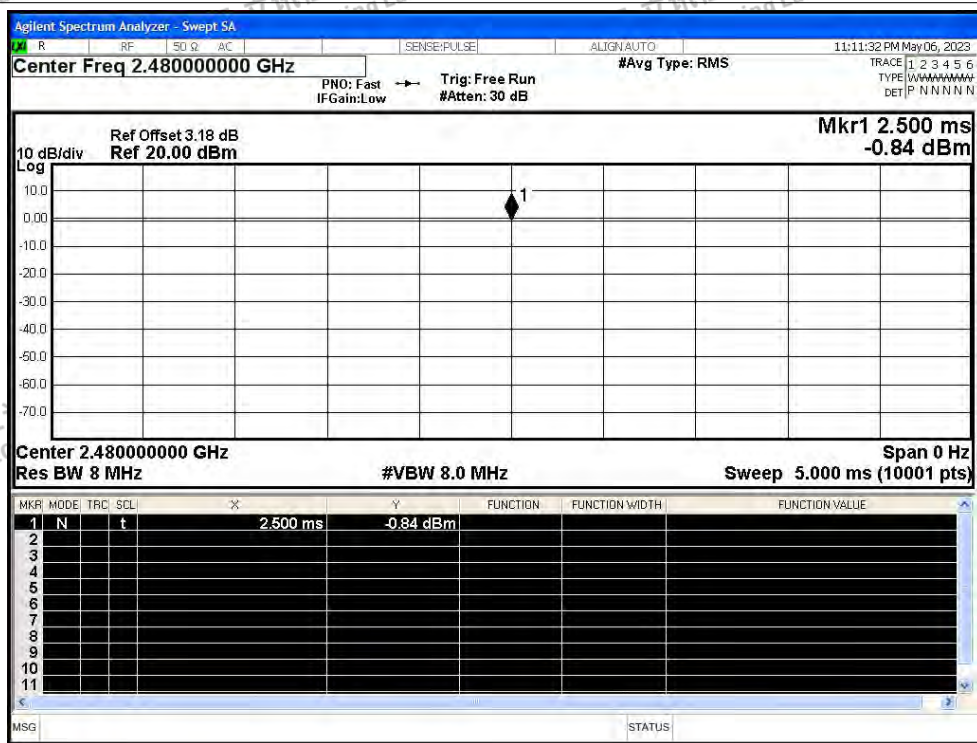 Agilent Spectrum Analyzer - Swept SA
LXI R RF 50 Ω AC SENSE:PULSE ALIGN AUTO 11:11:32 PM May 06, 2023
Center Freq 2.480000000 GHz #Avg Type: RMS TRACE 1 2 3 4 5 6
PNO: Fast Trig: Free Run TYPE WWWWWW
IFGain:Low #Atten: 30 dB DET P N N N N N
Mkr1 2.500 ms
Ref Offset 3.18 dB
10 dB/div Ref 20.00 dBm -0.84 dBm
Log
10.0
1
0.00
-10.0
-20.0
-30.0
-40.0
-50.0
-60.0
-70.0
Center 2.480000000 GHz Span 0 Hz
Res BW 8 MHz #VBW 8.0 MHz Sweep 5.000 ms (10001 pts)
MKR MODE TRC SCL X Y FUNCTION FUNCTION WIDTH FUNCTION VALUE
1 N t 2.500 ms -0.84 dBm
2
3
4
5
6
7
8
9
10
11
MSG STATUS